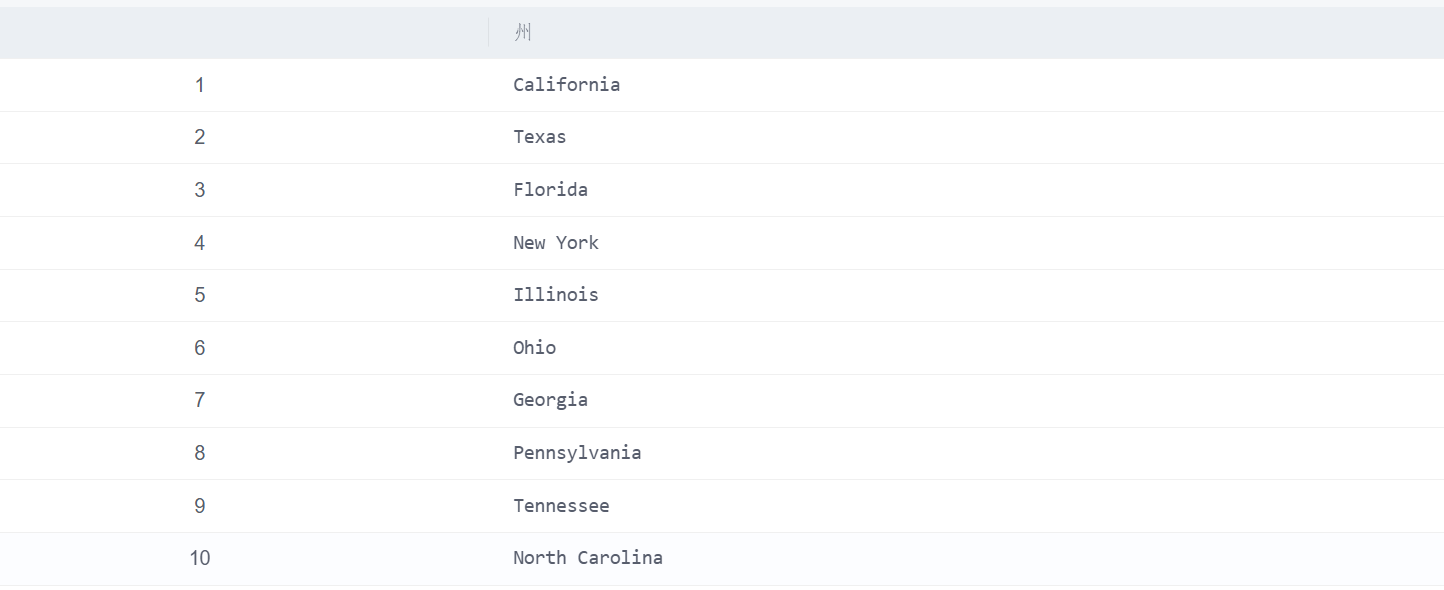 州
1 California
2 Texas
3 Florida
4 New York
5 Illinois
6 Ohio
7 Georgia
8 Pennsylvania
9 Tennessee
10 North Carolina